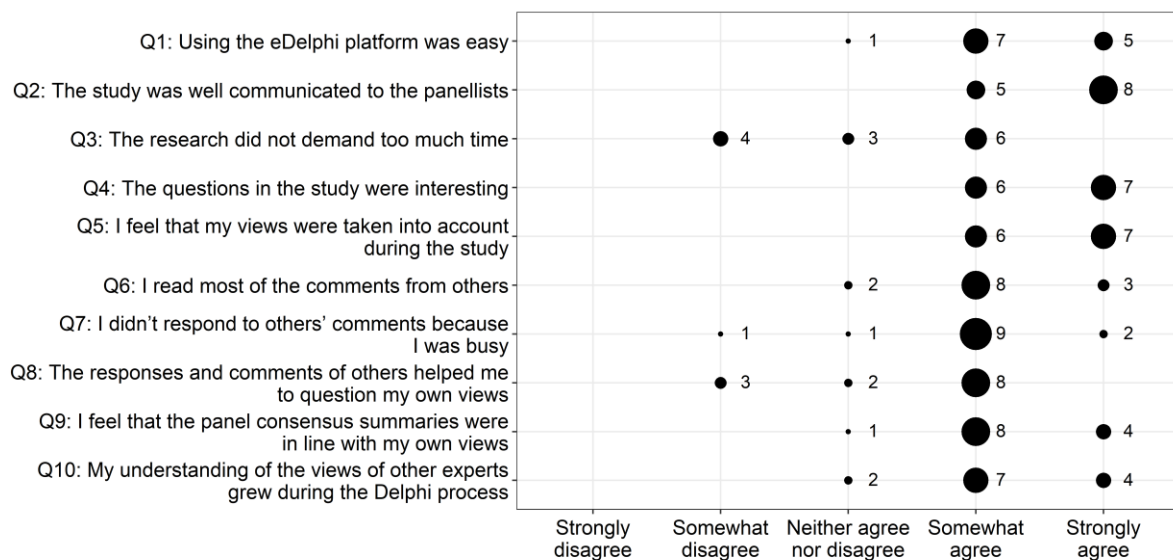 Q1: Using the eDelphi platform was easy
1 7 5
Q2: The study was well communicated to the panellists
5 8
Q3: The research did not demand too much time
4 3 6
Q4: The questions in the study were interesting
6 7
Q5: I feel that my views were taken into account
during the study
6 7
Q6: I read most of the comments from others
2 8 3
Q7: I didn’t respond to others’ comments because
I was busy
1 1 9 2
Q8: The responses and comments of others helped me
to question my own views
3 2 8
Q9: I feel that the panel consensus summaries were
in line with my own views
1 8 4
Q10: My understanding of the views of other experts
grew during the Delphi process
2 7 4
Strongly
disagree
Somewhat
disagree
Neither agree
nor disagree
Somewhat
agree
Strongly
agree